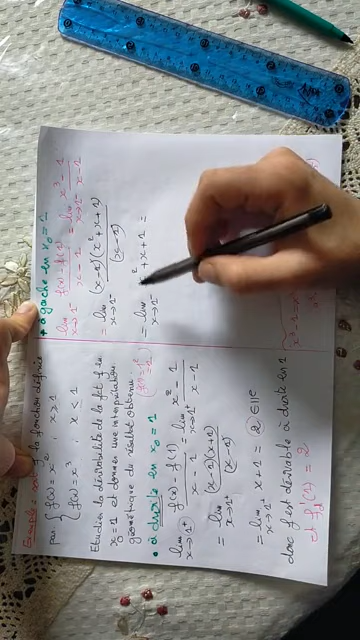 Exemple: soit f la fonction définie
par { f(x) = x² , x ⩾ 1
{ f(x) = x³ , x < 1
Etudier la dérivabilité de la fct f en
x₀ = 1 et donner une interprétation
géométrique du résultat obtenu
• à droite en x₀ = 1
lim x→1⁺ f(x) - f(1) / x - 1 = lim x→1⁺ x² - 1 / x - 1
= lim x→1⁺ (x-1)(x+1) / (x-1)
= lim x→1⁺ x + 1 = 2 ∈ IR
donc f est dérivable à droite en 1
et f'd(1) = 2
• à gauche en x₀ = 1
lim x→1⁻ f(x) - f(1) / x - 1 = lim x→1⁻ x³ - 1 / x - 1
= lim x→1⁻ (x-1)(x²+x+1) / (x-1)
= lim x→1⁻ x² + x + 1 =